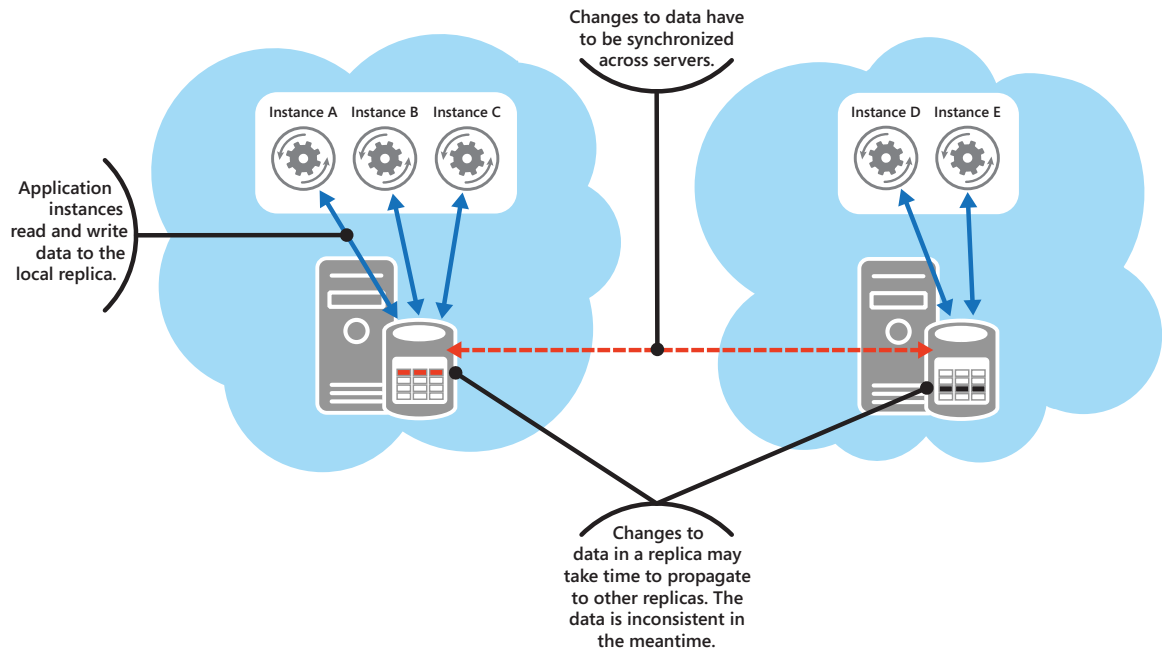 Changes to data have
to be synchronized
across servers.
Instance A Instance B Instance C
Instance D Instance E
Application
instances
read and write
data to the
local replica.
Changes to
data in a replica may
take time to propagate
to other replicas. The
data is inconsistent in
the meantime.